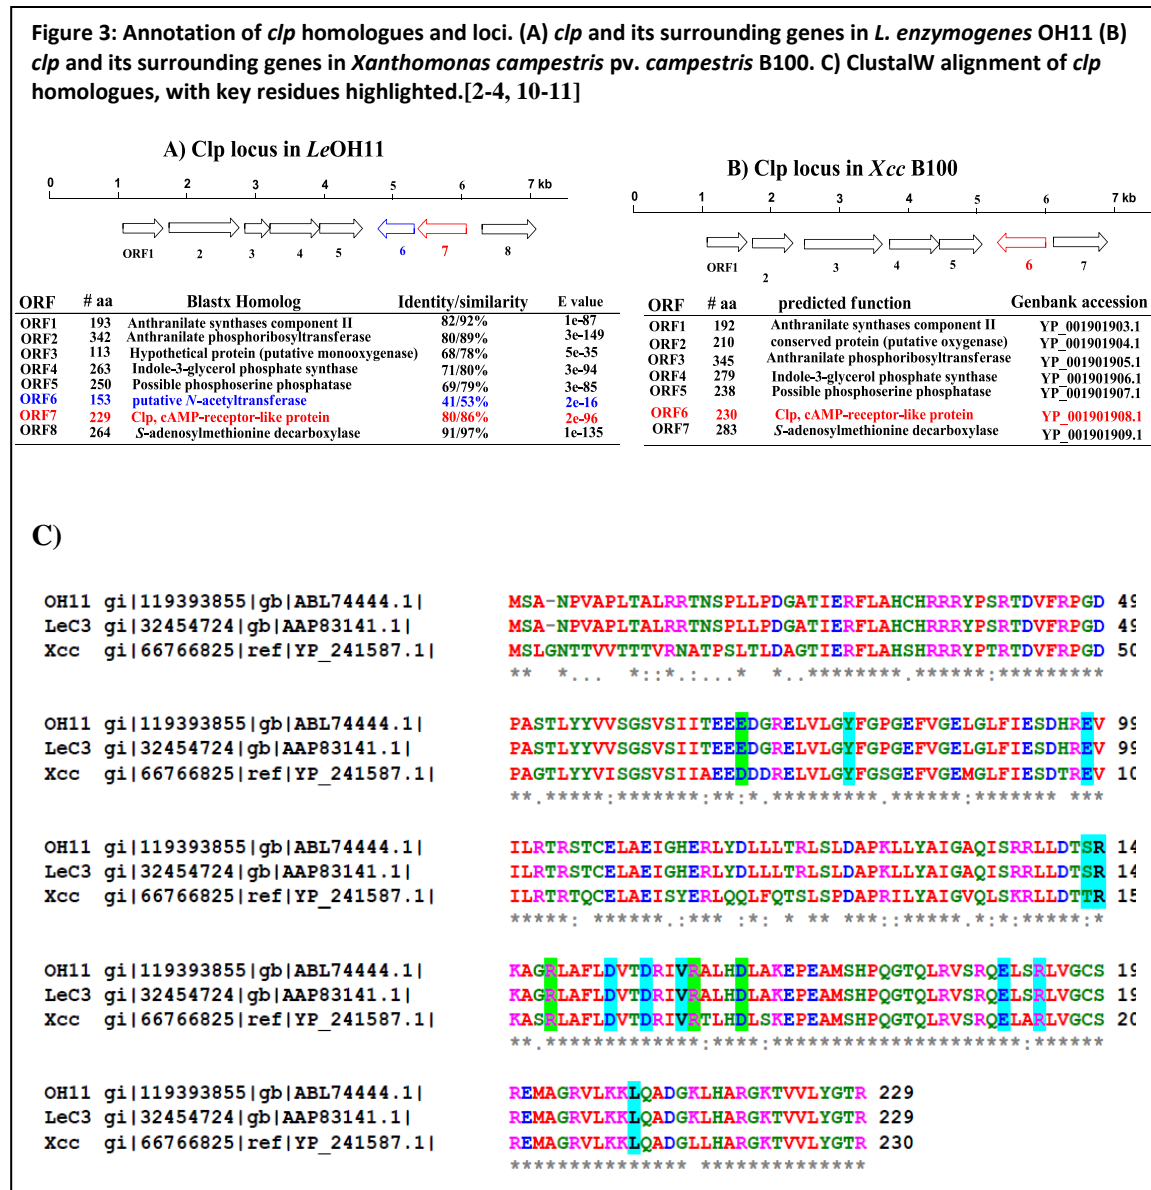 Figure 3: Annotation of clp homologues and loci. (A) clp and its surrounding genes in L. enzymogenes OH11 (B)
clp and its surrounding genes in Xanthomonas campestris pv. campestris B100. C) ClustalW alignment of clp
homologues, with key residues highlighted.[2-4, 10-11]
A) Clp locus in LeOH11
0 1 2 3 4 5 6 7 kb
ORF1 2 3 4 5 6 7 8
ORF # aa Blastx Homolog Identity/similarity E value
ORF1 193 Anthranilate synthases component II 82/92% 1e-87
ORF2 342 Anthranilate phosphoribosyltransferase 80/89% 3e-149
ORF3 113 Hypothetical protein (putative monooxygenase) 68/78% 5e-35
ORF4 263 Indole-3-glycerol phosphate synthase 71/80% 3e-94
ORF5 250 Possible phosphoserine phosphatase 69/79% 3e-85
ORF6 153 putative N-acetyltransferase 41/53% 2e-16
ORF7 229 Clp, cAMP-receptor-like protein 80/86% 2e-96
ORF8 264 S-adenosylmethionine decarboxylase 91/97% 1e-135
B) Clp locus in Xcc B100
0 1 2 3 4 5 6 7 kb
ORF1 2 3 4 5 6 7
ORF # aa predicted function Genbank accession
ORF1 192 Anthranilate synthases component II YP_001901903.1
ORF2 210 conserved protein (putative oxygenase) YP_001901904.1
ORF3 345 Anthranilate phosphoribosyltransferase YP_001901905.1
ORF4 279 Indole-3-glycerol phosphate synthase YP_001901906.1
ORF5 238 Possible phosphoserine phosphatase YP_001901907.1
ORF6 230 Clp, cAMP-receptor-like protein YP_001901908.1
ORF7 283 S-adenosylmethionine decarboxylase YP_001901909.1
C)
OH11 gi|119393855|gb|ABL74444.1| MSA-NPVAPLTALRRTNSPLLPDGATIERFLAHCHRRRYPSRTDVFRPGD 49
LeC3 gi|32454724|gb|AAP83141.1| MSA-NPVAPLTALRRTNSPLLPDGATIERFLAHCHRRRYPSRTDVFRPGD 49
Xcc gi|66766825|ref|YP_241587.1| MSLGNTTVVTTTVRNATPSLTLDAGTIERFLAHSHRRRYPTRTDVFRPGD 50
** *... *::*.:...* *..*********.******:*********
OH11 gi|119393855|gb|ABL74444.1| PASTLYYVVSGSVSIITEEEDGRELVLGYFGPGEFVGELGLFIESDHREV 99
LeC3 gi|32454724|gb|AAP83141.1| PASTLYYVVSGSVSIITEEEDGRELVLGYFGPGEFVGELGLFIESDHREV 99
Xcc gi|66766825|ref|YP_241587.1| PAGTLYYVISGSVSIIAEEDDDRELVLGYFGSGEFVGEMGLFIESDTREV 10
**.*****:*******:**:*.*********.******:******* ***
OH11 gi|119393855|gb|ABL74444.1| ILRTRSTCELAEIGHERLYDLLLTRLSLDAPKLLYAIGAQISRRLLDTSR 14
LeC3 gi|32454724|gb|AAP83141.1| ILRTRSTCELAEIGHERLYDLLLTRLSLDAPKLLYAIGAQISRRLLDTSR 14
Xcc gi|66766825|ref|YP_241587.1| ILRTRTQCELAEISYERLQQLFQTSLSPDAPRILYAIGVQLSKRLLDTTR 15
*****: ******.:*** :*: * ** ***::*****.*:*:*****:*
OH11 gi|119393855|gb|ABL74444.1| KAGRLAFLDVTDRIVRALHDLAKEPEAMSHPQGTQLRVSRQELSRLVGCS 19
LeC3 gi|32454724|gb|AAP83141.1| KAGRLAFLDVTDRIVRALHDLAKEPEAMSHPQGTQLRVSRQELSRLVGCS 19
Xcc gi|66766825|ref|YP_241587.1| KASRLAFLDVTDRIVRTLHDLSKEPEAMSHPQGTQLRVSRQELARLVGCS 20
**.*************:****:*********************:******
OH11 gi|119393855|gb|ABL74444.1| REMAGRVLKKLQADGKLHARGKTVVLYGTR 229
LeC3 gi|32454724|gb|AAP83141.1| REMAGRVLKKLQADGKLHARGKTVVLYGTR 229
Xcc gi|66766825|ref|YP_241587.1| REMAGRVLKKLQADGLLHARGKTVVLYGTR 230
*************** **************